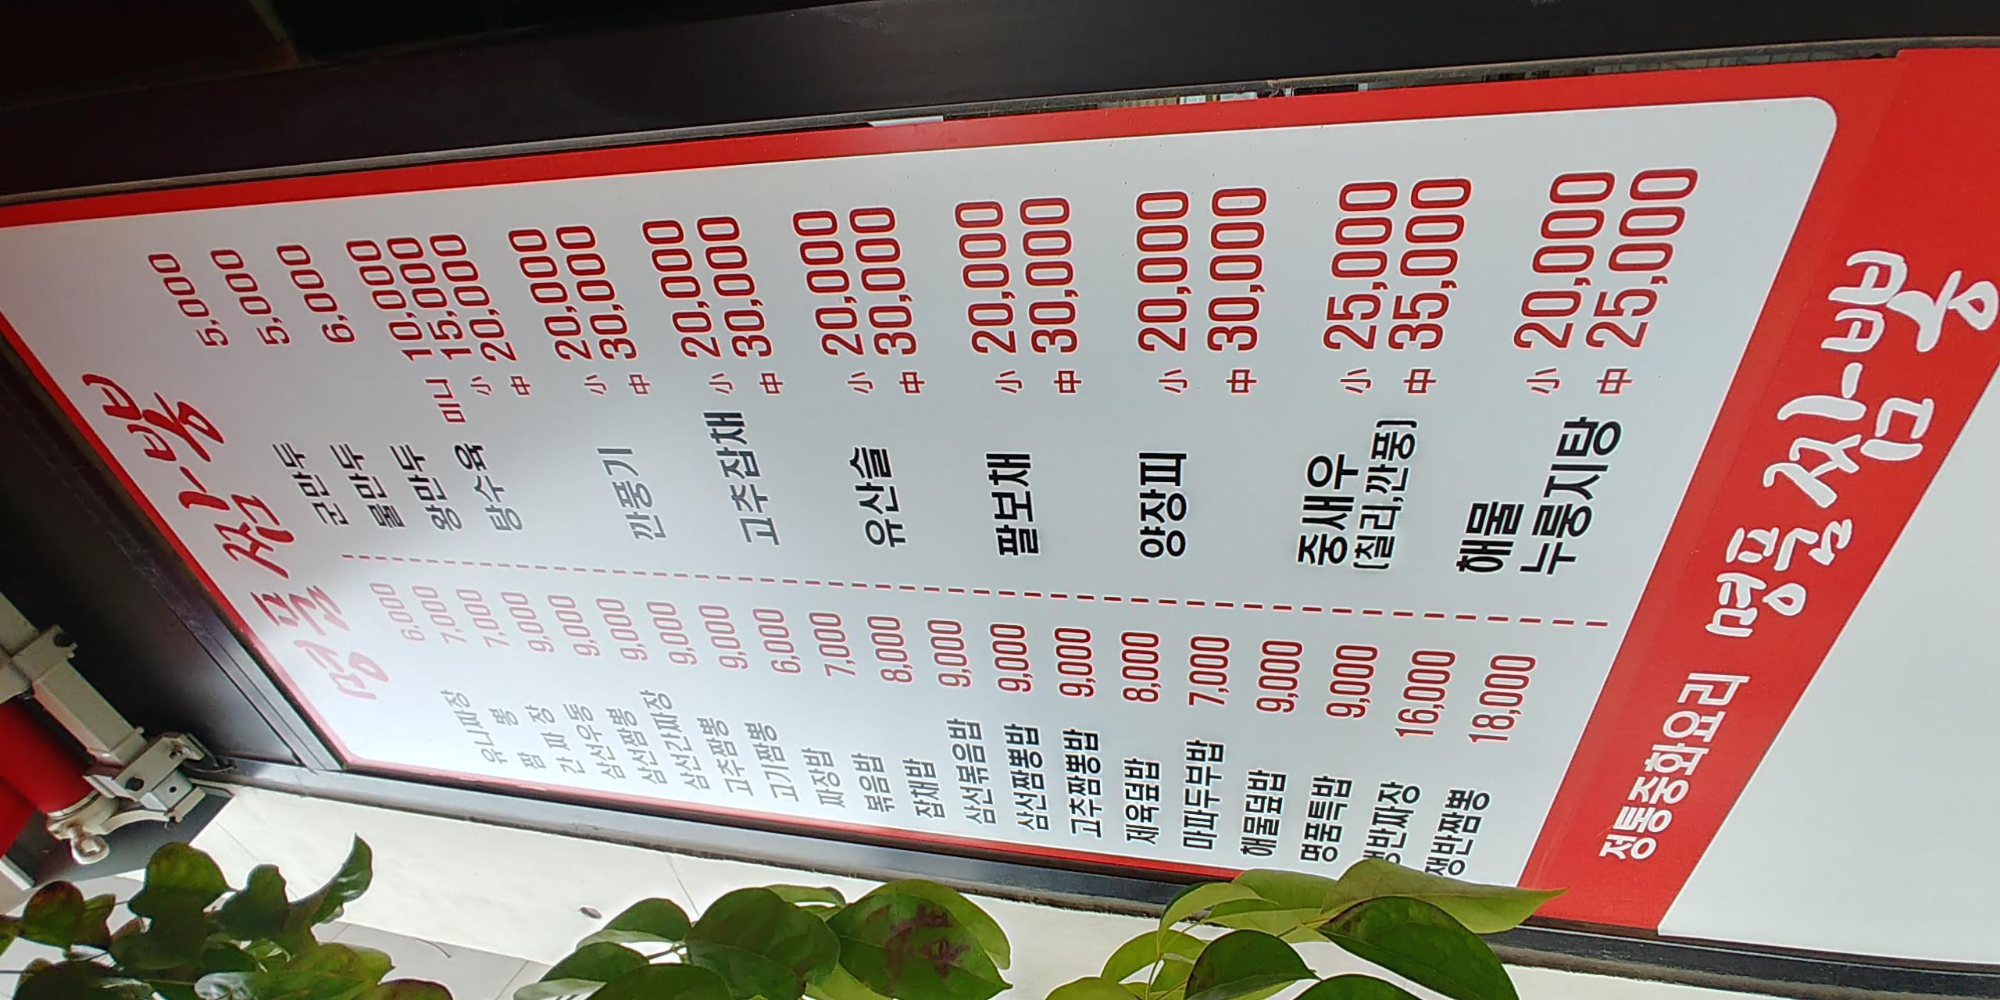 명품 짬뽕
유니짜장 6,000
짬 뽕 7,000
간 짜 장 7,000
삼선우동 9,000
삼선짬뽕 9,000
삼선간짜장 9,000
고추짬뽕 9,000
고기짬뽕 9,000
짜장밥 6,000
볶음밥 7,000
잡채밥 8,000
삼선볶음밥 9,000
삼선짬뽕밥 9,000
고추짬뽕밥 9,000
제육덮밥 8,000
마파두부밥 7,000
해물덮밥 9,000
명품특밥 9,000
쟁반짜장 16,000
쟁반짬뽕 18,000
군만두 5,000
물만두 5,000
왕만두 6,000
탕수육 미니 10,000
小 15,000
中 20,000
깐풍기 小 20,000
中 30,000
고추잡채 小 20,000
中 30,000
유산슬 小 20,000
中 30,000
팔보채 小 20,000
中 30,000
양장피 小 20,000
中 30,000
중새우 小 25,000
(칠리,깐풍) 中 35,000
해물 小 20,000
누룽지탕 中 25,000
정통중화요리 명품 짬뽕